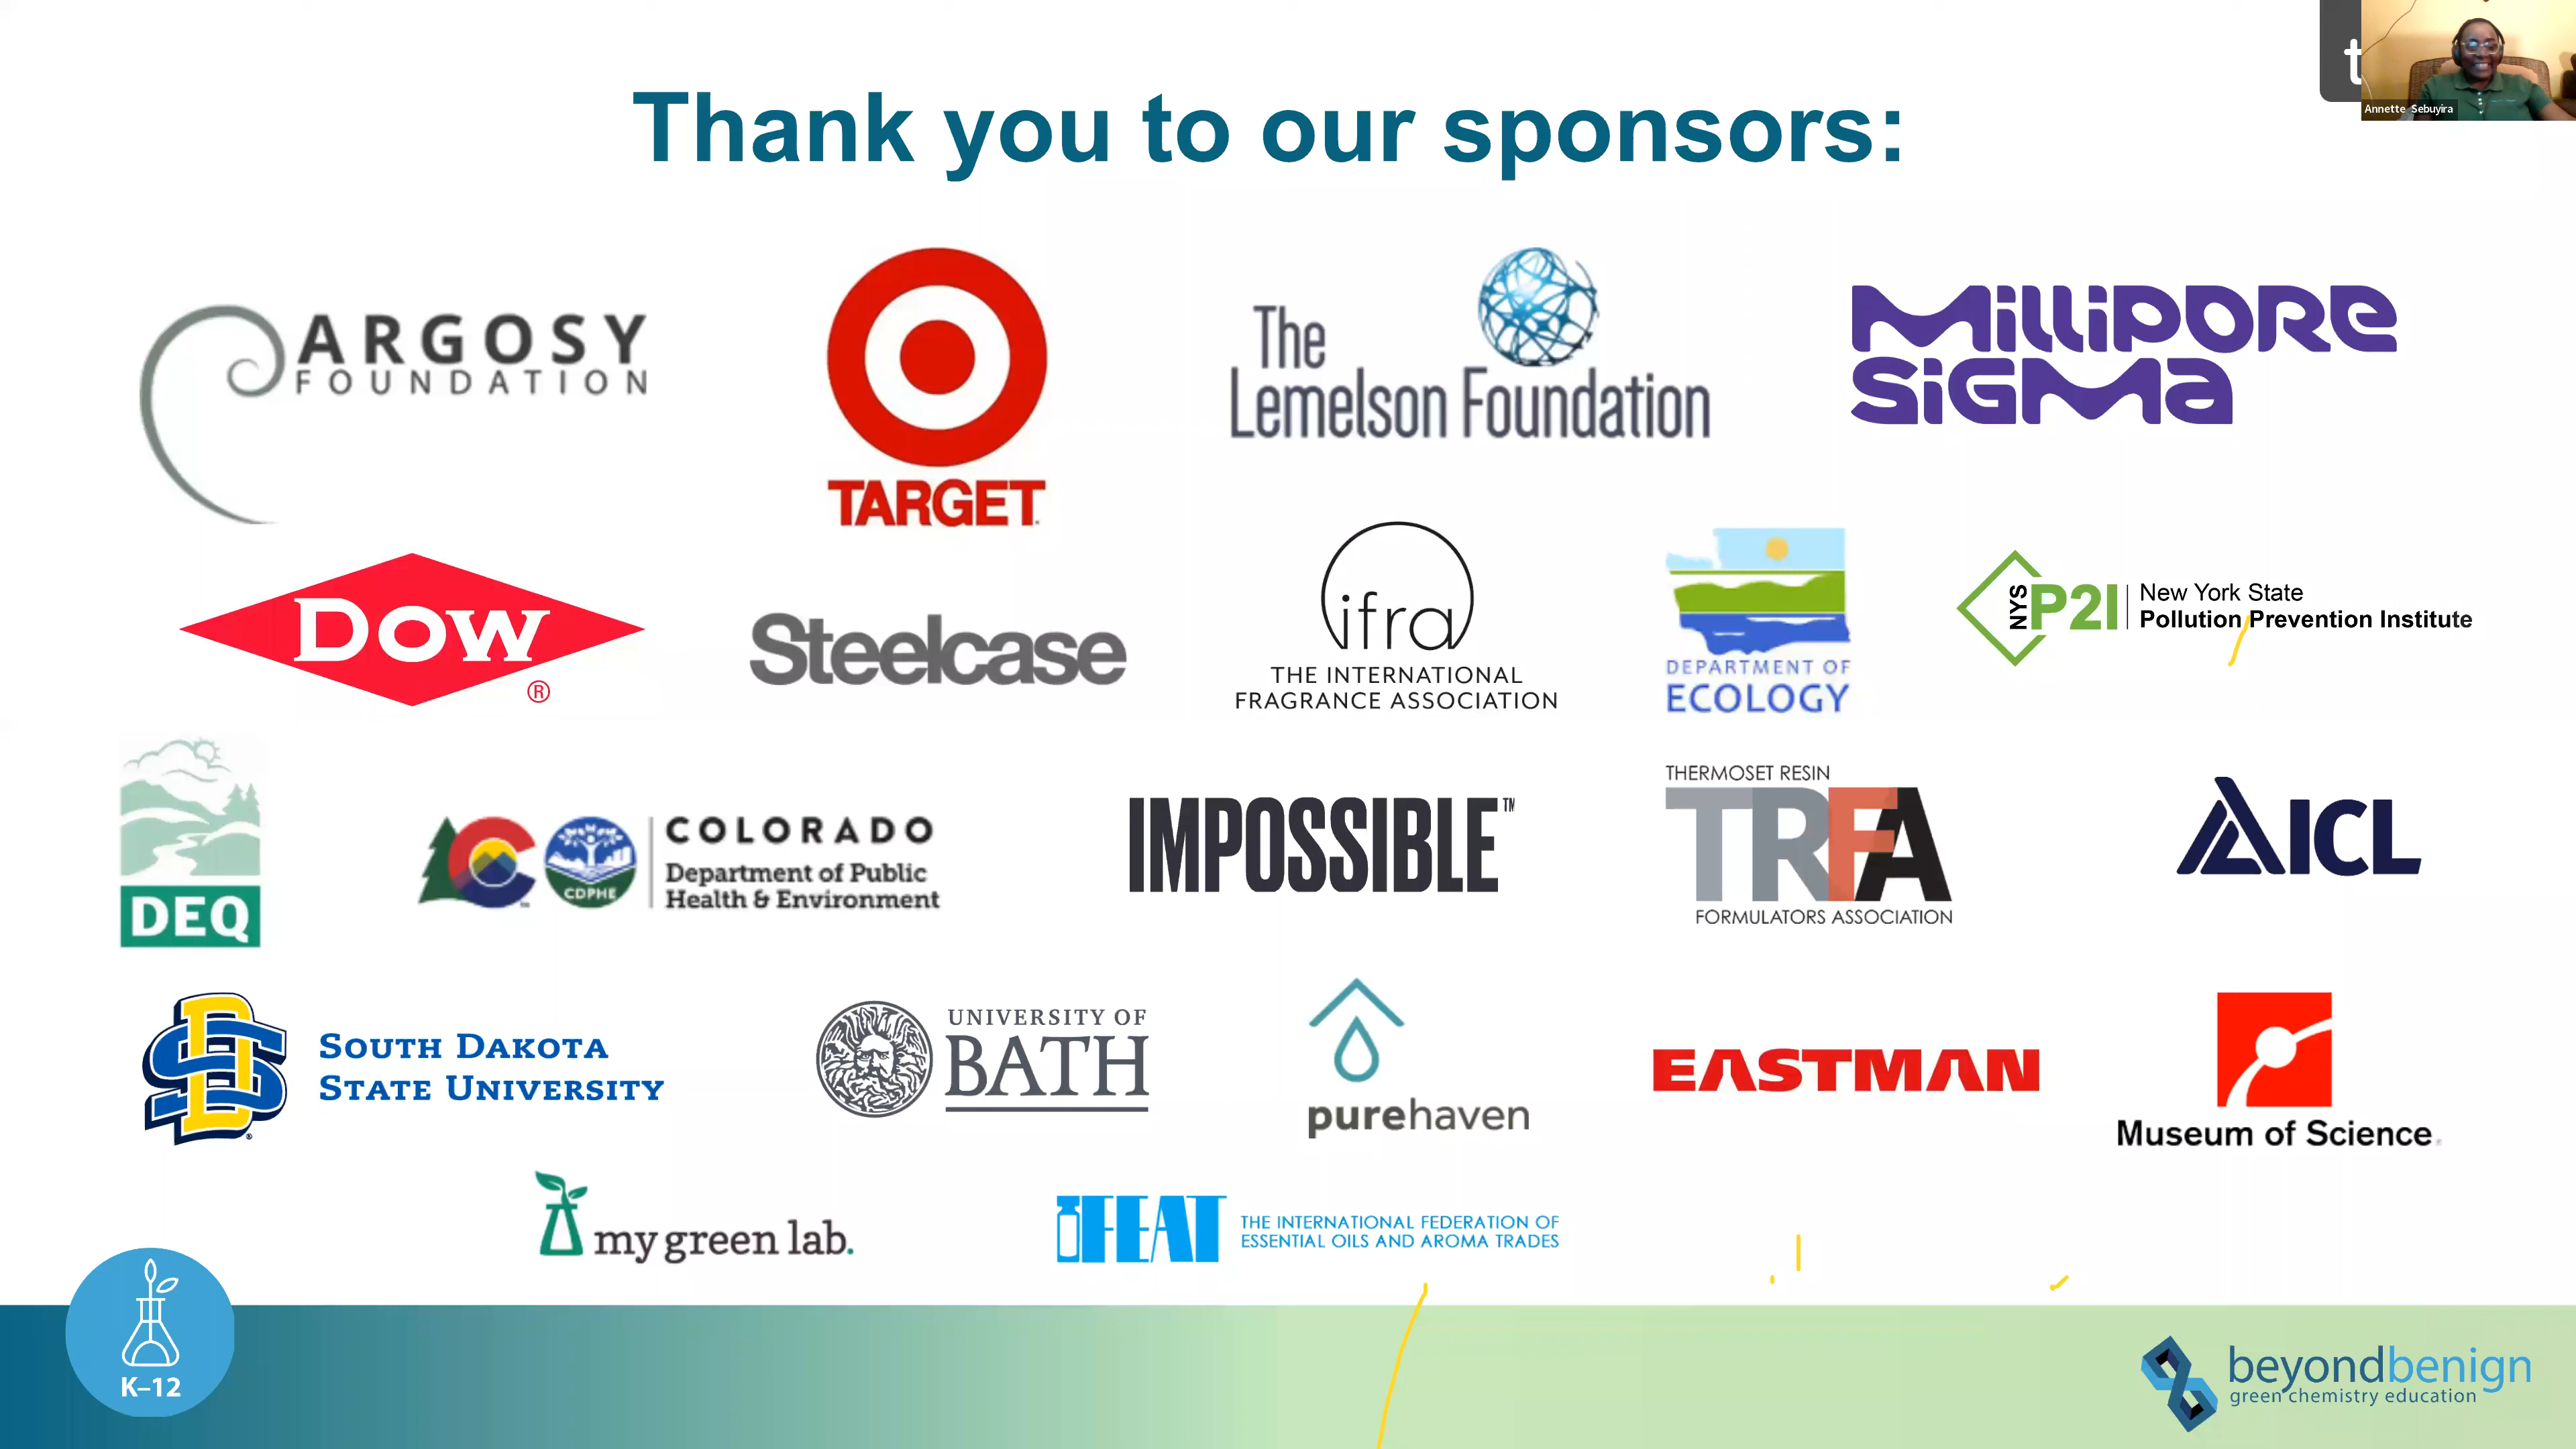 Thank you to our sponsors:
t
Annette Sebuyira
ARGOSY
FOUNDATION
TARGET
The
Lemelson Foundation
MilliPORe
SiGMa
DOW
®
Steelcase
ifra
THE INTERNATIONAL
FRAGRANCE ASSOCIATION
DEPARTMENT OF
ECOLOGY
NYS
P2I
New York State
Pollution Prevention Institute
DEQ
CDPHE
COLORADO
Department of Public
Health & Environment
IMPOSSIBLE™
THERMOSET RESIN
TRFA
FORMULATORS ASSOCIATION
ICL
SD
SOUTH DAKOTA
STATE UNIVERSITY
UNIVERSITY OF
BATH
purehaven
EASTMAN
Museum of Science
my green lab.
iFEAT
THE INTERNATIONAL FEDERATION OF
ESSENTIAL OILS AND AROMA TRADES
K–12
beyondbenign
green chemistry education